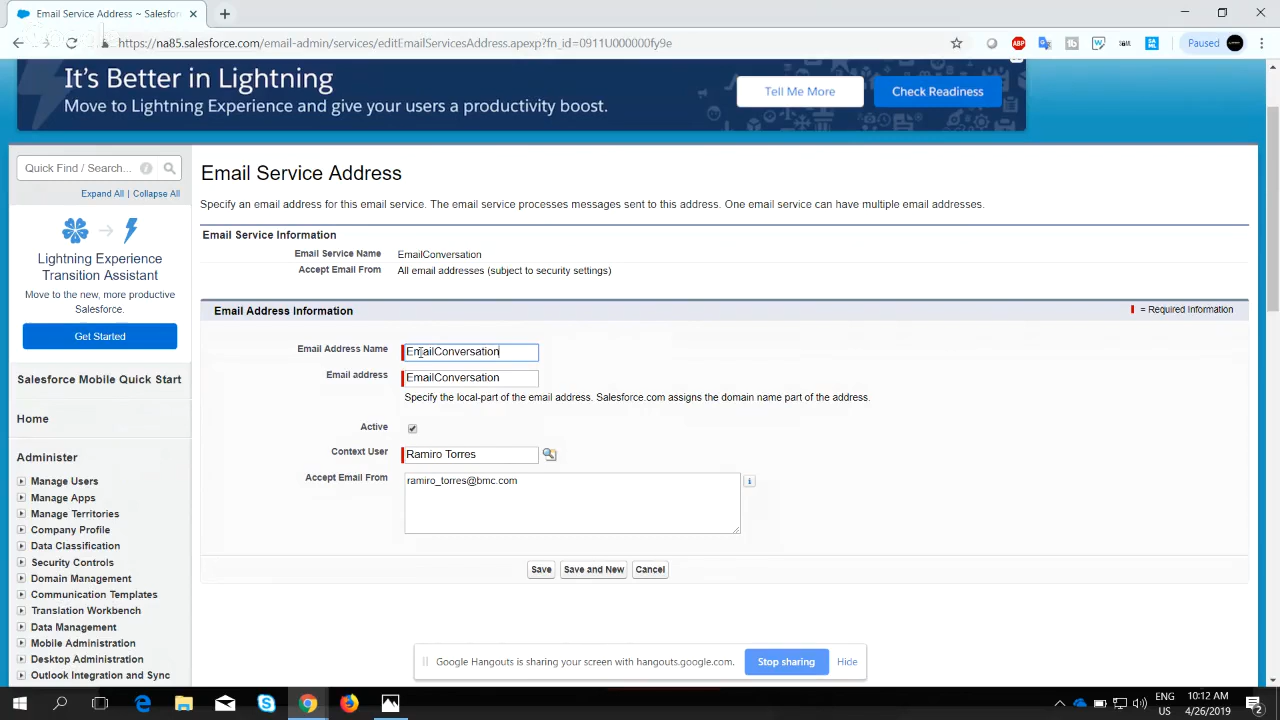 Email Service Address ~ Salesforce
https://na85.salesforce.com/email-admin/services/editEmailServicesAddress.apexp?fn_id=0911U000000fy9e
ABP
Paused
It's Better in Lightning
Move to Lightning Experience and give your users a productivity boost.
Tell Me More
Check Readiness
Quick Find / Search...
Expand All | Collapse All
Lightning Experience
Transition Assistant
Move to the new, more productive
Salesforce.
Get Started
Salesforce Mobile Quick Start
Home
Administer
Manage Users
Manage Apps
Manage Territories
Company Profile
Data Classification
Security Controls
Domain Management
Communication Templates
Translation Workbench
Data Management
Mobile Administration
Desktop Administration
Outlook Integration and Sync
Email Service Address
Specify an email address for this email service. The email service processes messages sent to this address. One email service can have multiple email addresses.
Email Service Information
Email Service Name EmailConversation
Accept Email From All email addresses (subject to security settings)
Email Address Information
= Required Information
Email Address Name EmailConversation
Email address EmailConversation
Specify the local-part of the email address. Salesforce.com assigns the domain name part of the address.
Active
Context User Ramiro Torres
Accept Email From ramiro_torres@bmc.com
Save Save and New Cancel
Google Hangouts is sharing your screen with hangouts.google.com. Stop sharing Hide
ENG 10:12 AM
US 4/26/2019
2